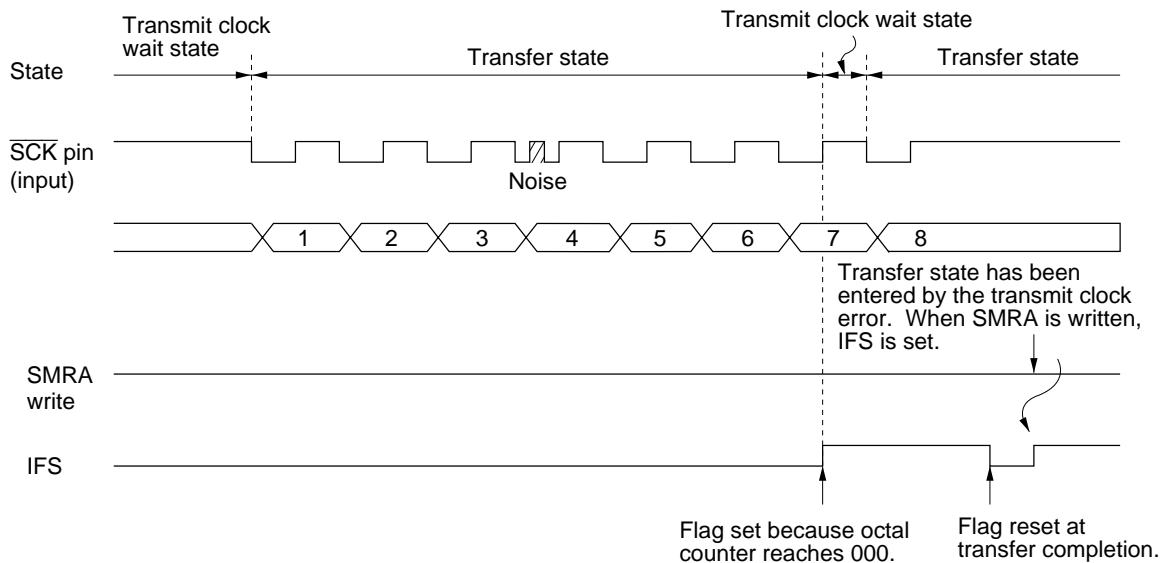 Transmit clock
wait state
Transmit clock wait state
State
Transfer state
Transfer state
SCK pin
(input)
Noise
1 2 3 4 5 6 7 8
Transfer state has been
entered by the transmit clock
error. When SMRA is written,
IFS is set.
SMRA
write
IFS
Flag set because octal
counter reaches 000.
Flag reset at
transfer completion.